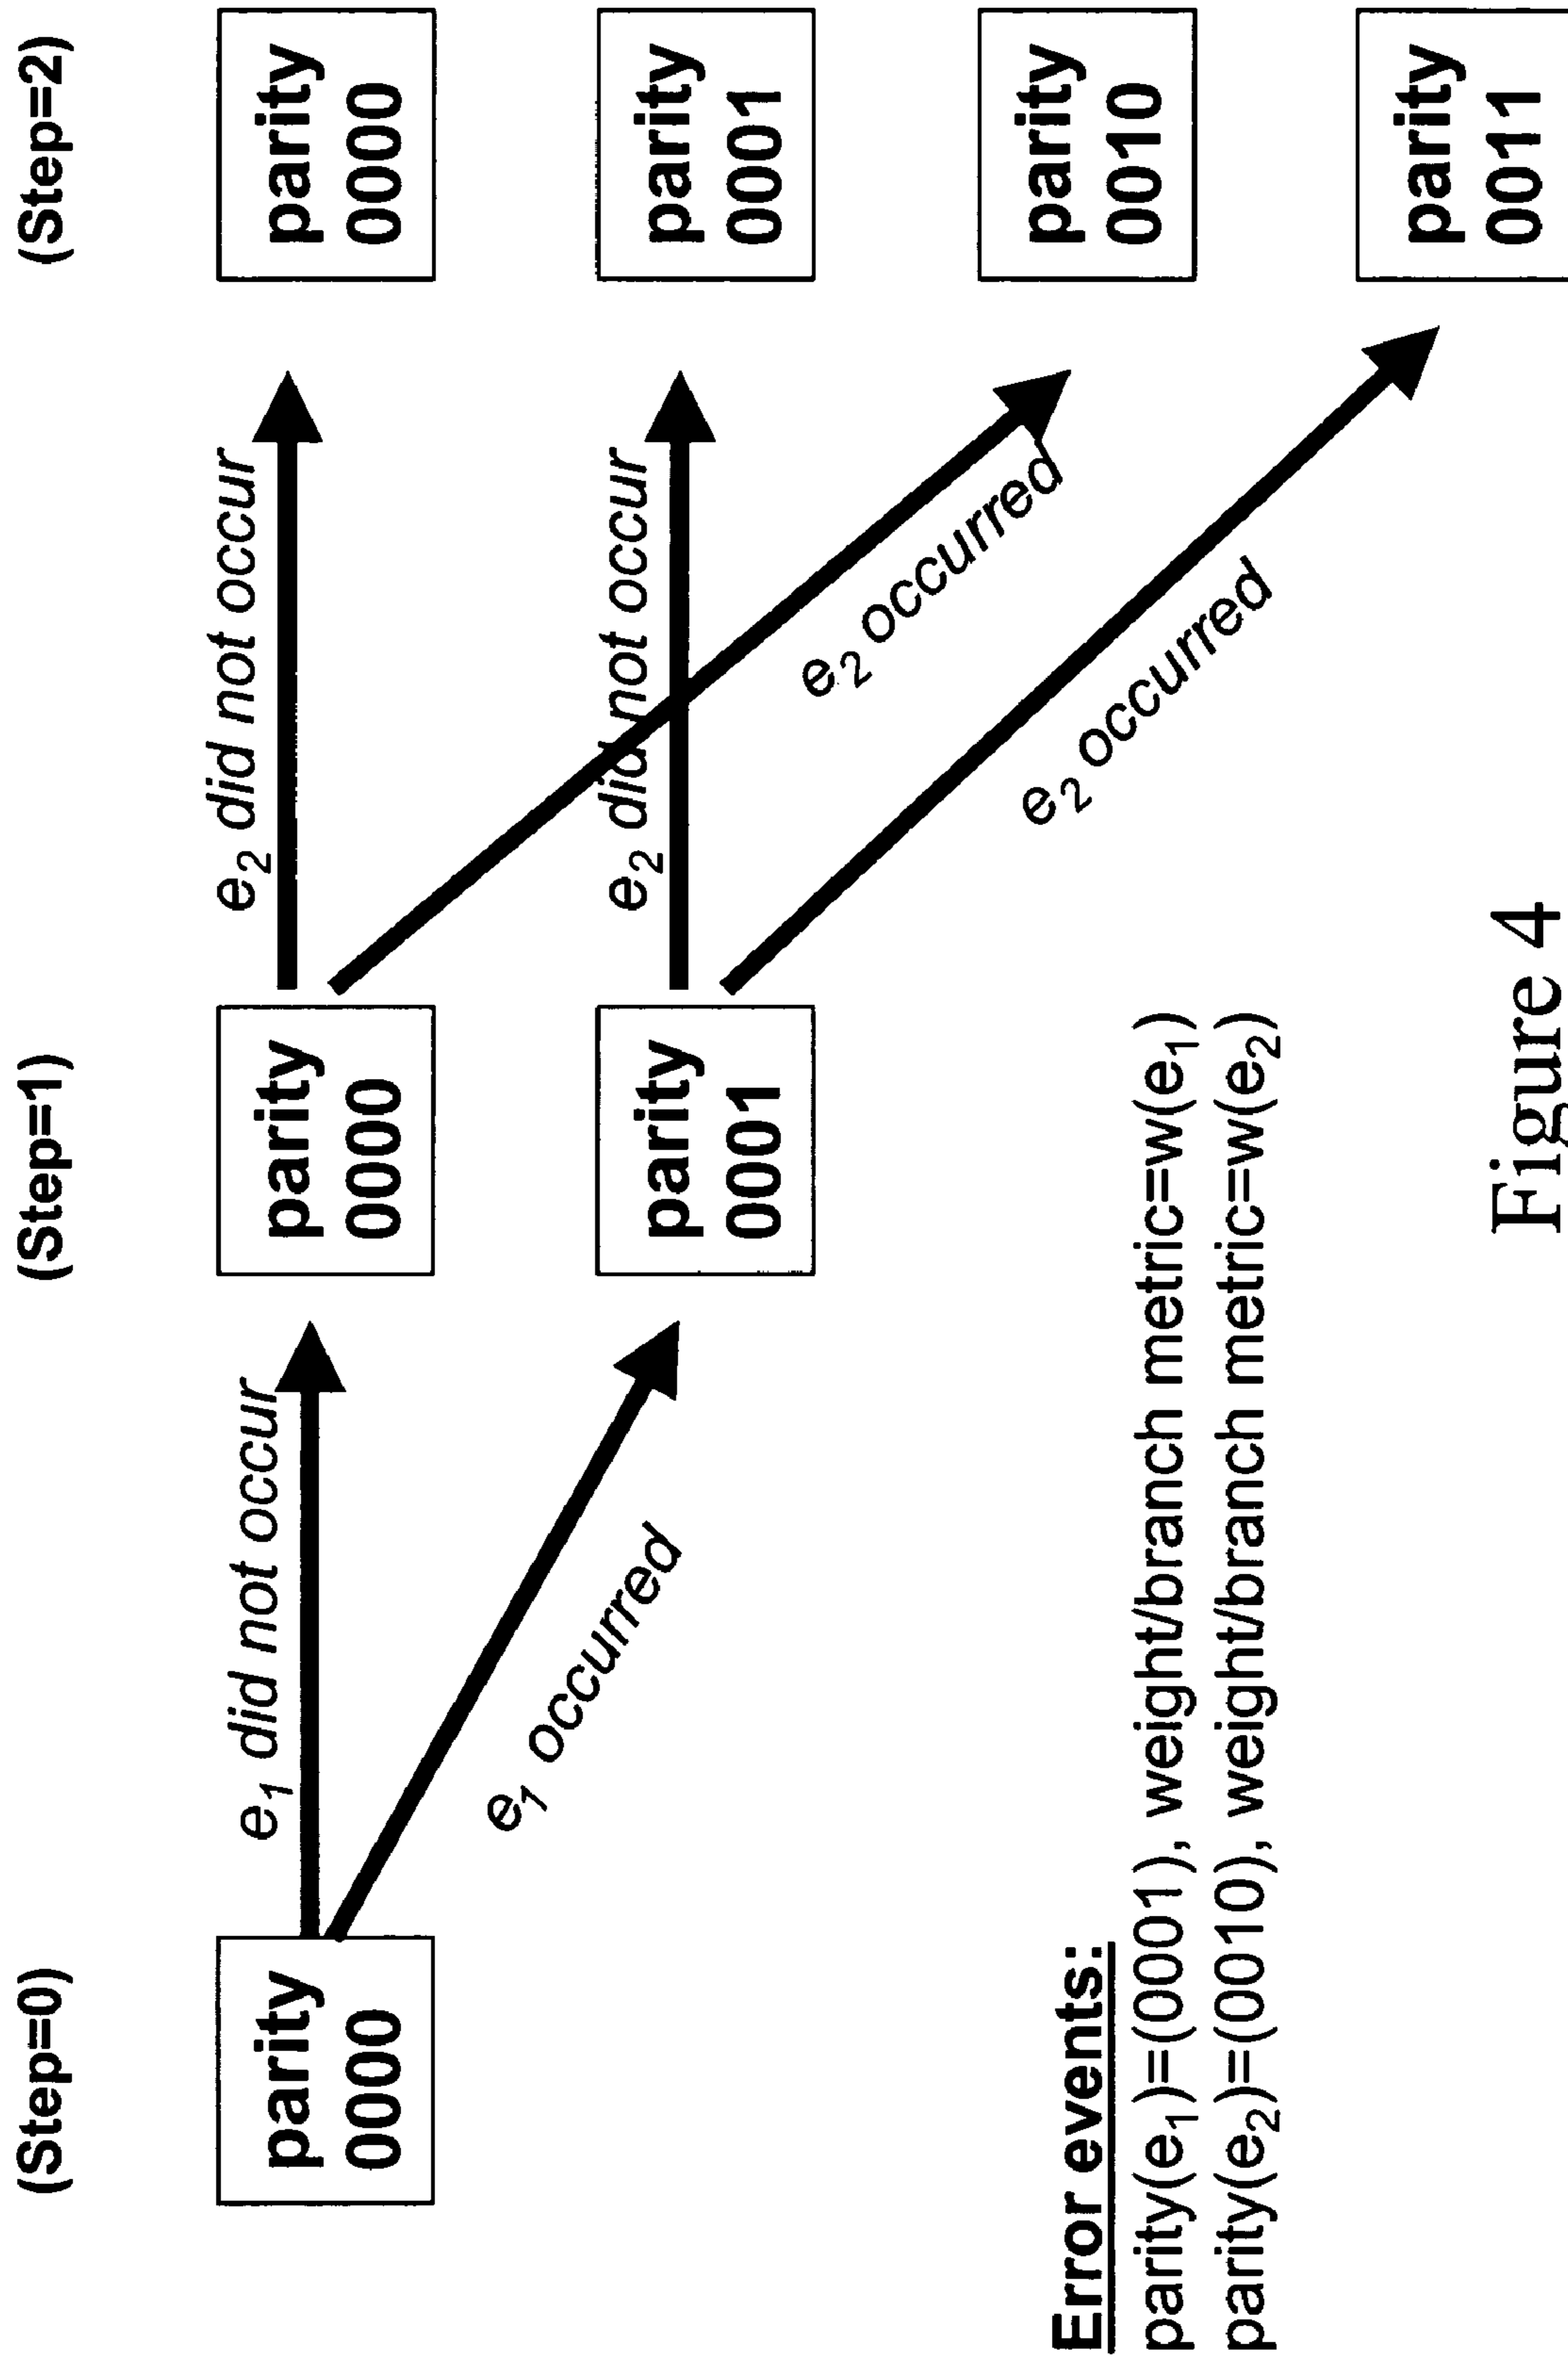 (Step=0)
(Step=1)
(Step=2)
parity
0000
e1 did not occur
e1 occurred
parity
0000
parity
0001
e2 did not occur
e2 did not occur
e2 occurred
e2 occurred
parity
0000
parity
0001
parity
0010
parity
0011
Error events:
parity(e1)=(0001), weight/branch metric=w(e1)
parity(e2)=(0010), weight/branch metric=w(e2)
Figure 4